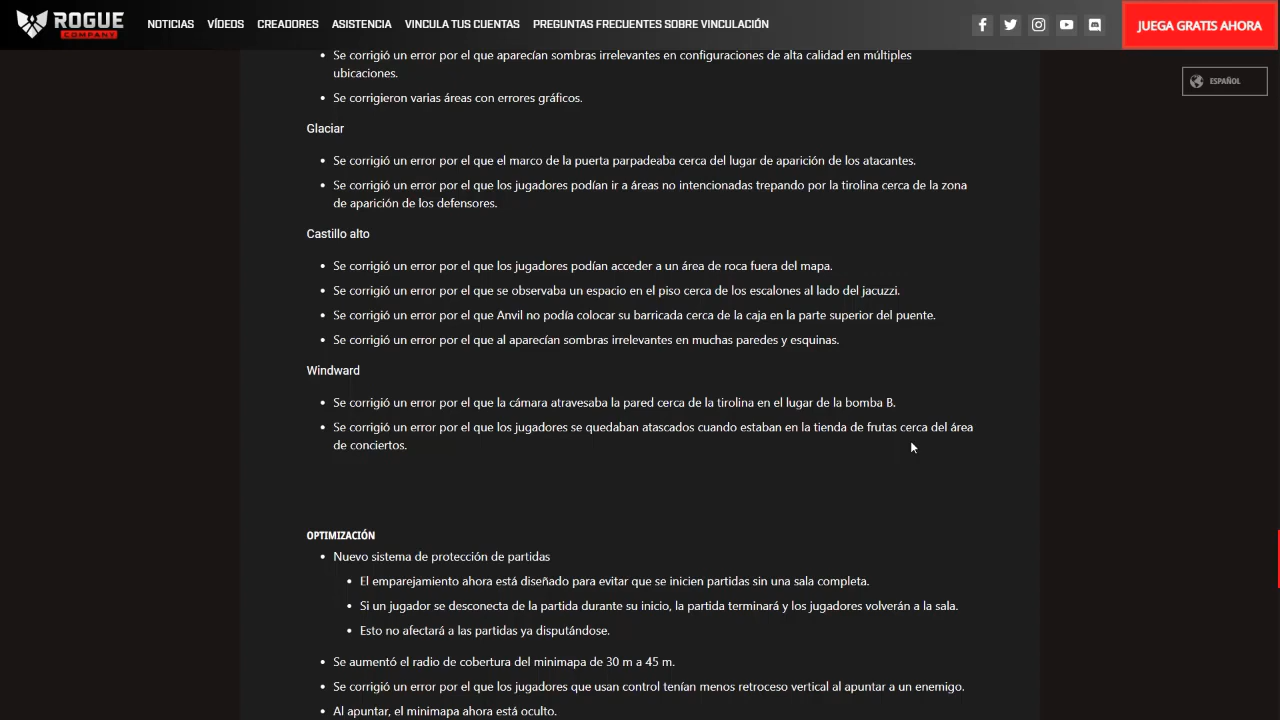 ROGUE
COMPANY
NOTICIAS VÍDEOS CREADORES ASISTENCIA VINCULA TUS CUENTAS PREGUNTAS FRECUENTES SOBRE VINCULACIÓN
JUEGA GRATIS AHORA
ESPAÑOL
Se corrigió un error por el que aparecían sombras irrelevantes en configuraciones de alta calidad en múltiples
ubicaciones.
Se corrigieron varias áreas con errores gráficos.
Glaciar
Se corrigió un error por el que el marco de la puerta parpadeaba cerca del lugar de aparición de los atacantes.
Se corrigió un error por el que los jugadores podían ir a áreas no intencionadas trepando por la tirolina cerca de la zona
de aparición de los defensores.
Castillo alto
Se corrigió un error por el que los jugadores podían acceder a un área de roca fuera del mapa.
Se corrigió un error por el que se observaba un espacio en el piso cerca de los escalones al lado del jacuzzi.
Se corrigió un error por el que Anvil no podía colocar su barricada cerca de la caja en la parte superior del puente.
Se corrigió un error por el que al aparecían sombras irrelevantes en muchas paredes y esquinas.
Windward
Se corrigió un error por el que la cámara atravesaba la pared cerca de la tirolina en el lugar de la bomba B.
Se corrigió un error por el que los jugadores se quedaban atascados cuando estaban en la tienda de frutas cerca del área
de conciertos.
OPTIMIZACIÓN
Nuevo sistema de protección de partidas
El emparejamiento ahora está diseñado para evitar que se inicien partidas sin una sala completa.
Si un jugador se desconecta de la partida durante su inicio, la partida terminará y los jugadores volverán a la sala.
Esto no afectará a las partidas ya disputándose.
Se aumentó el radio de cobertura del minimapa de 30 m a 45 m.
Se corrigió un error por el que los jugadores que usan control tenían menos retroceso vertical al apuntar a un enemigo.
Al apuntar, el minimapa ahora está oculto.